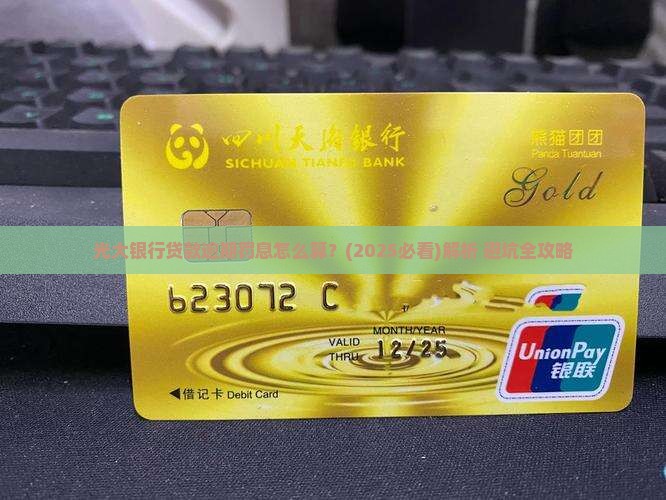 四川天府银行
SICHUAN TIANFU BANK
熊猫团团
Panda Tuantuan
Gold
光大银行贷款逾期罚息怎么算？(2025必看)解析 避坑全攻略
623072 C
MONTH/YEAR
VALID THRU 12/25
UnionPay
银联
借记卡 Debit Card